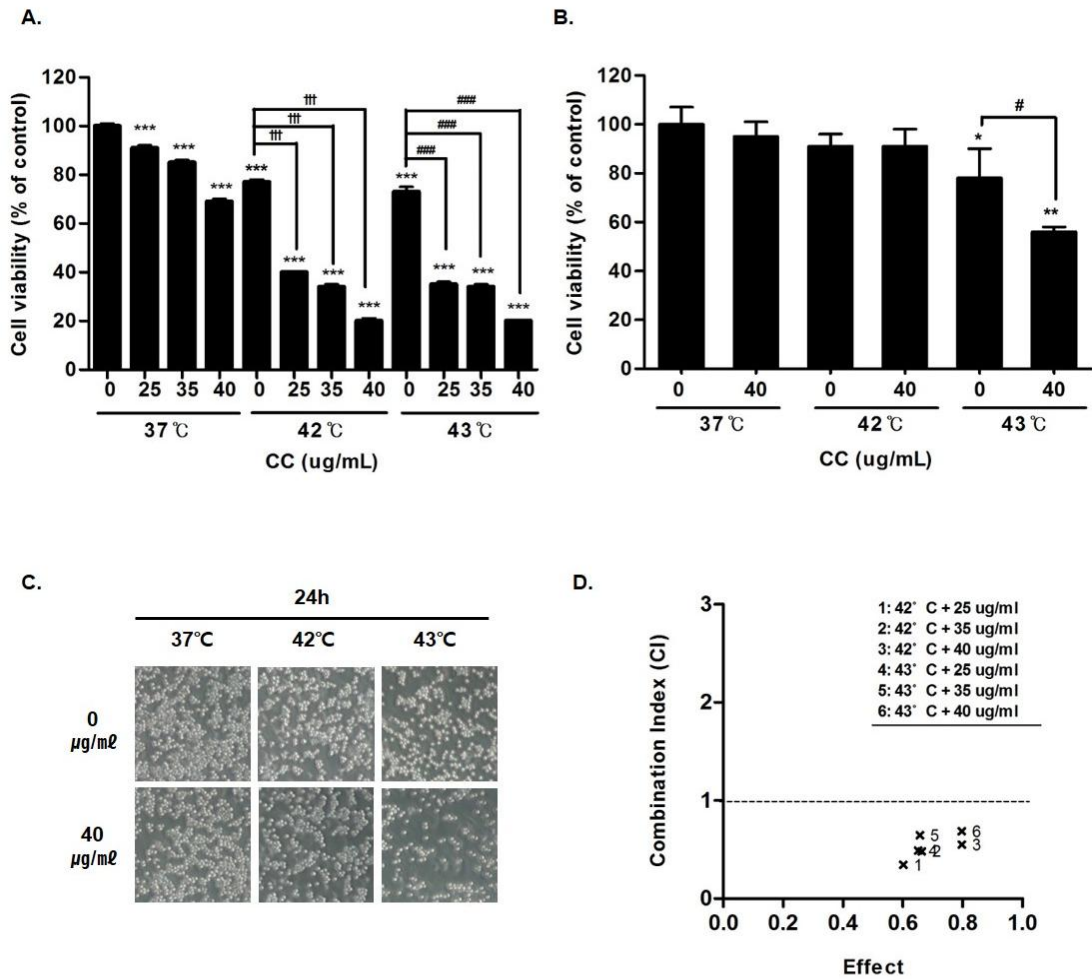 A.
Cell viability (% of control)
120
100
80
60
40
20
0
***
***
***
***
***
***
***
***
***
***
***
†††
†††
†††
###
###
###
0 25 35 40 0 25 35 40 0 25 35 40
37℃ 42℃ 43℃
CC (ug/mL)
B.
Cell viability (% of control)
120
100
80
60
40
20
0
*
#
**
0 40 0 40 0 40
37℃ 42℃ 43℃
CC (ug/mL)
C.
24h
37℃ 42℃ 43℃
0
μg/㎖
40
μg/㎖
D.
Combination Index (CI)
3
2
1
0
1: 42° C + 25 ug/ml
2: 42° C + 35 ug/ml
3: 42° C + 40 ug/ml
4: 43° C + 25 ug/ml
5: 43° C + 35 ug/ml
6: 43° C + 40 ug/ml
5 6
4 2 3
1
0.0 0.2 0.4 0.6 0.8 1.0
Effect